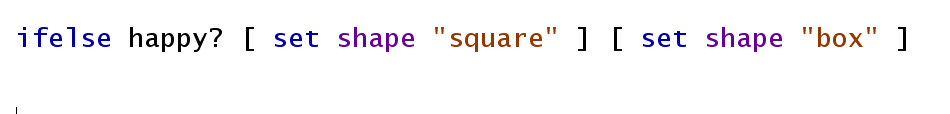 ifelse happy? [ set shape "square" ] [ set shape "box" ]